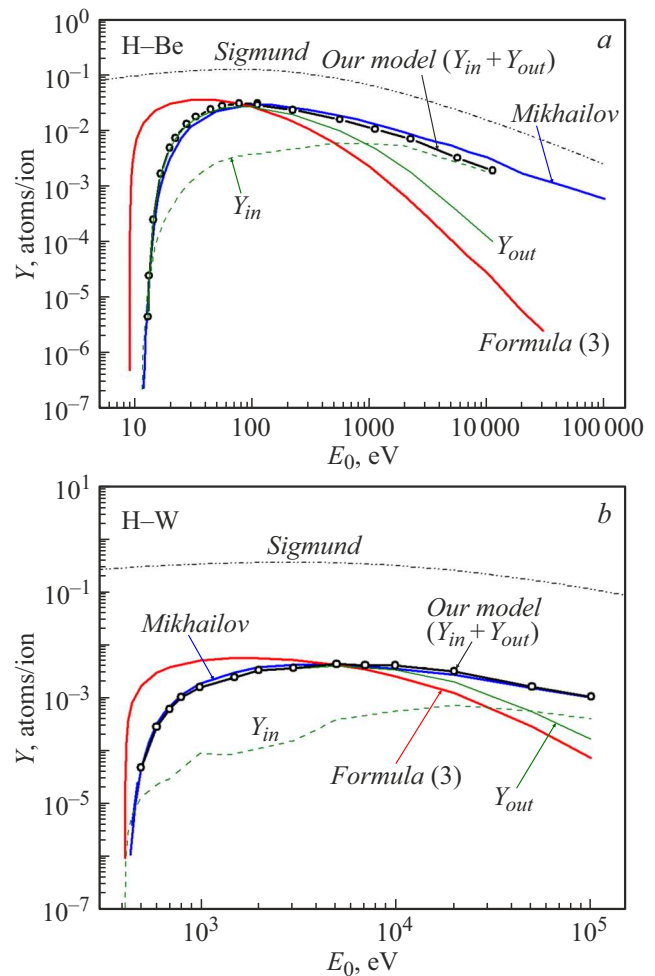 10^0
H–Be
a
Sigmund
Our model (Y_in + Y_out)
10^-1
Mikhailov
10^-2
10^-3
Y_in
Y, atoms/ion
10^-4
Y_out
10^-5
Formula (3)
10^-6
10^-7
10 100 1000 10 000 100 000
E_0, eV
10^1
H–W
b
Sigmund
10^-1
Mikhailov
Our model
(Y_in + Y_out)
Y, atoms/ion
10^-3
Y_in
Formula (3)
Y_out
10^-5
10^-7
10^3 10^4 10^5
E_0, eV